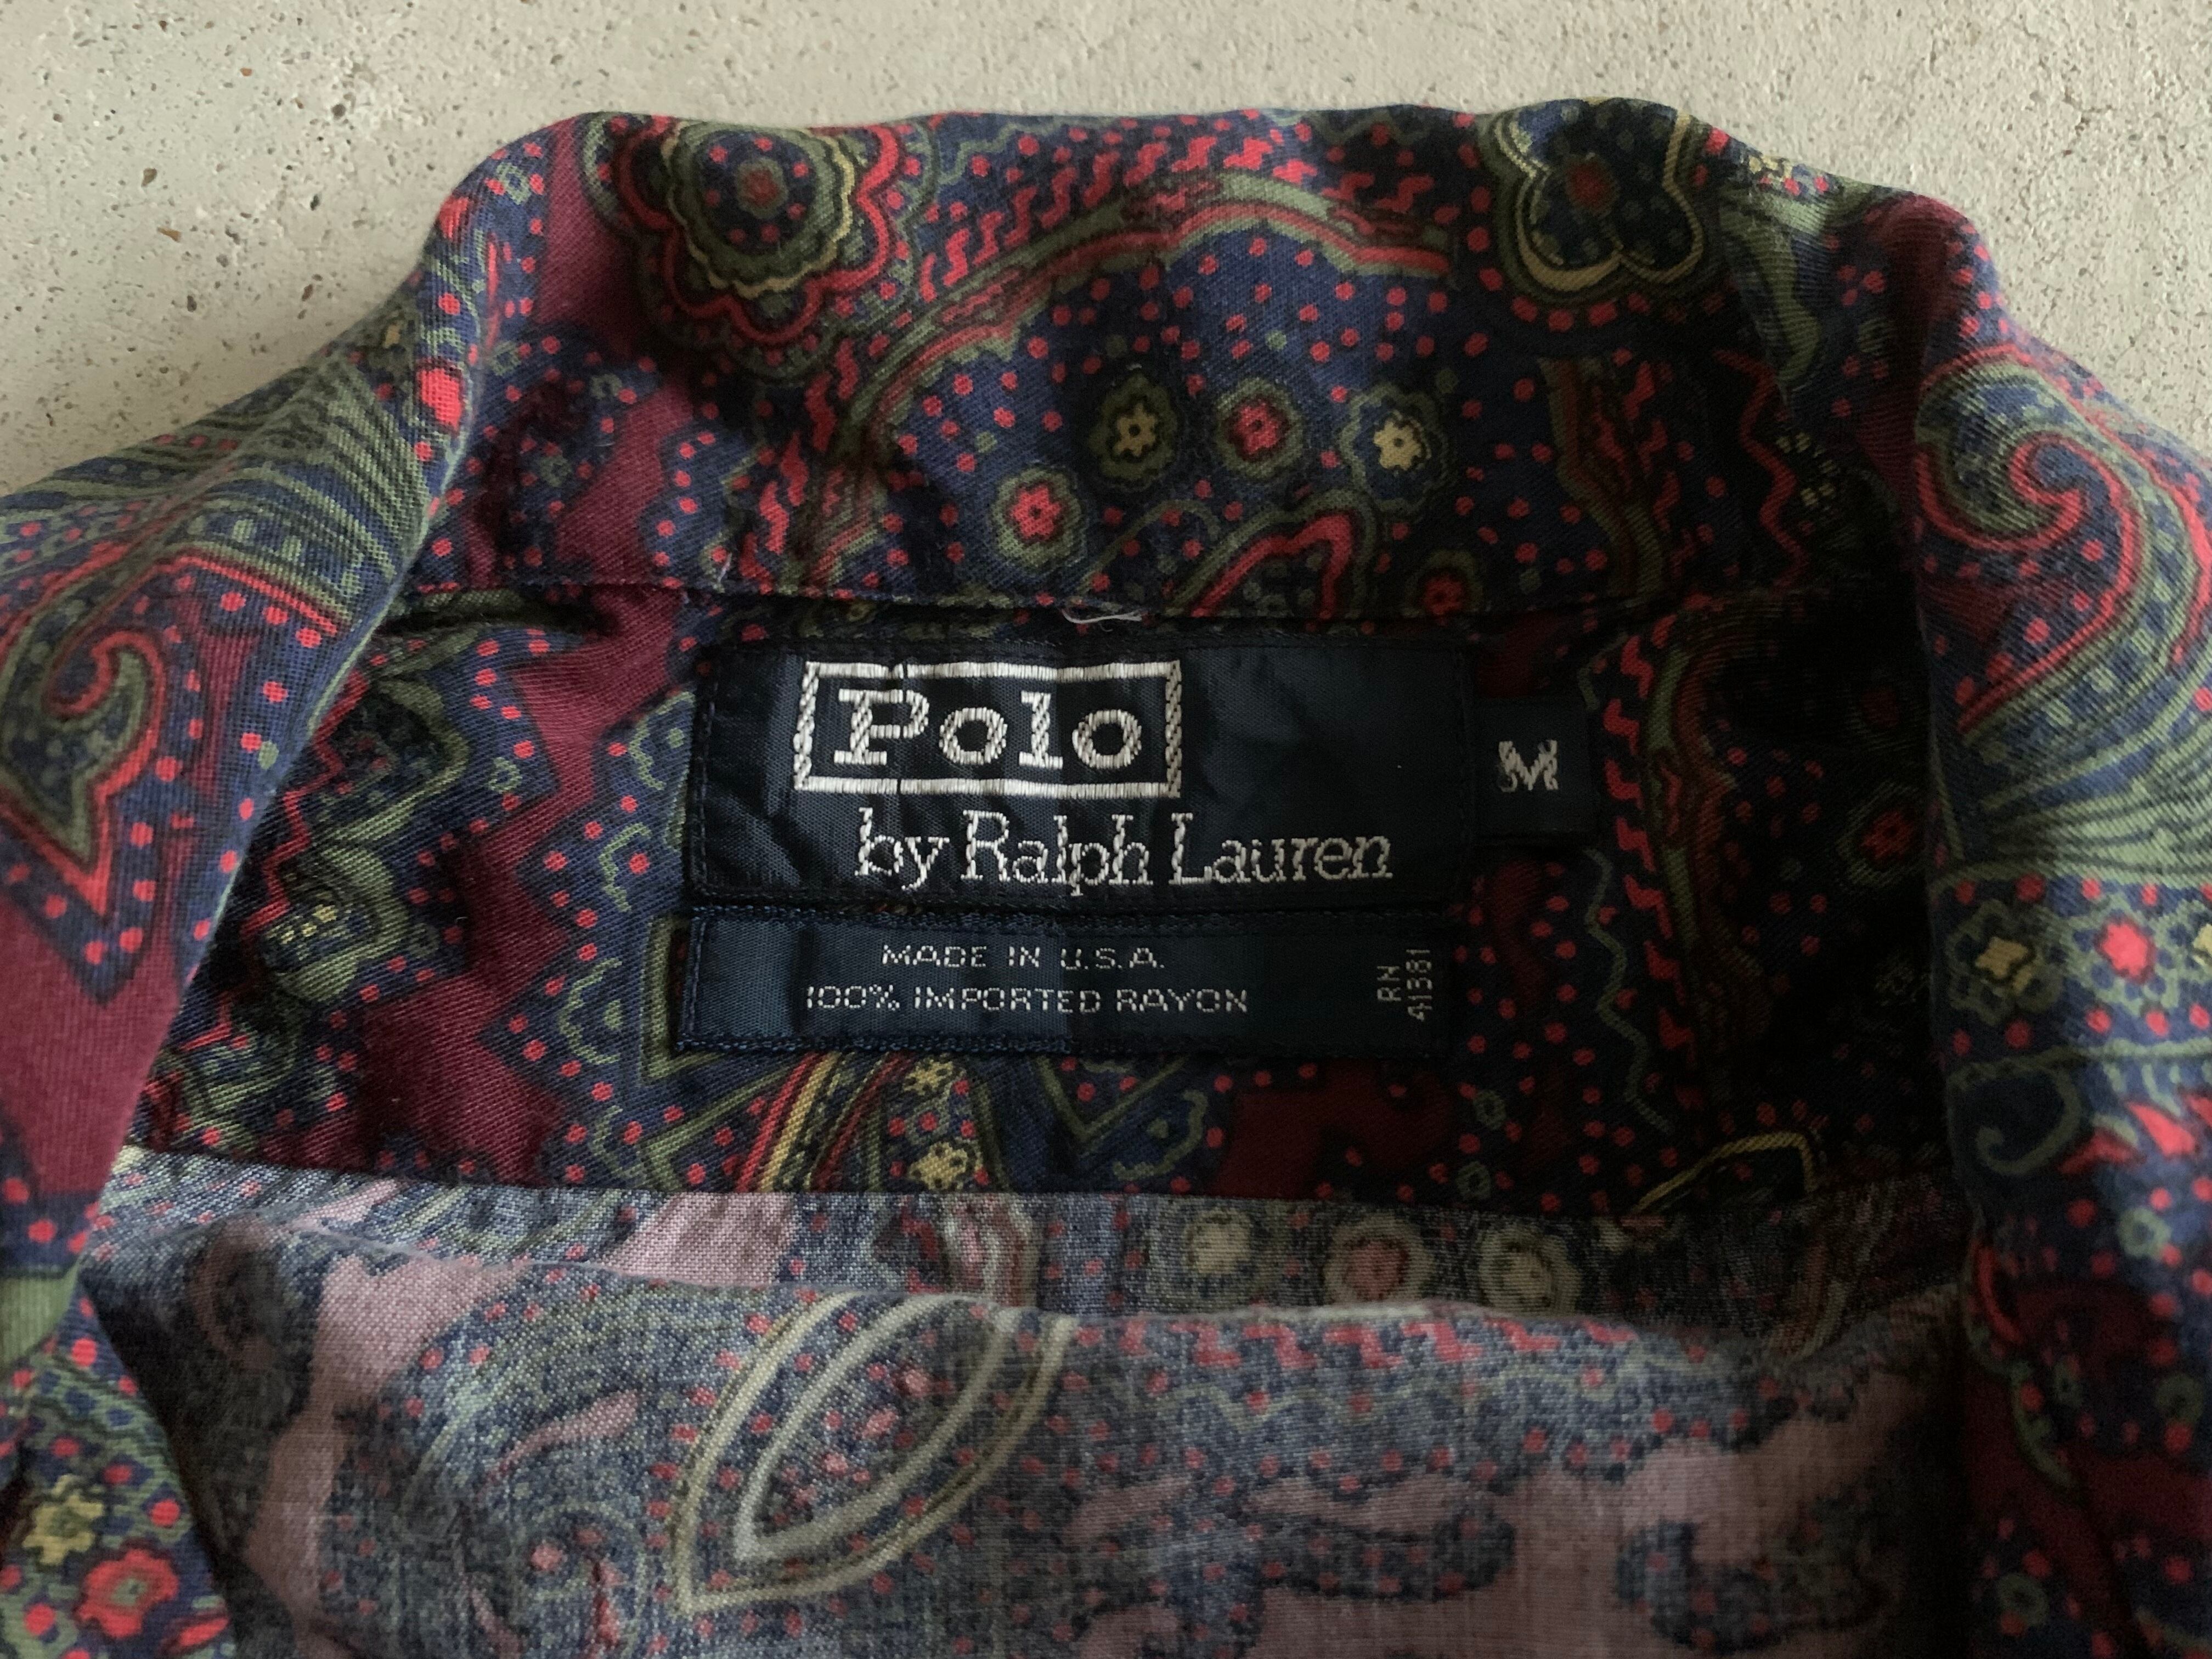 Polo
by Ralph Lauren
M
MADE IN U.S.A.
100% IMPORTED RAYON
RN
41381